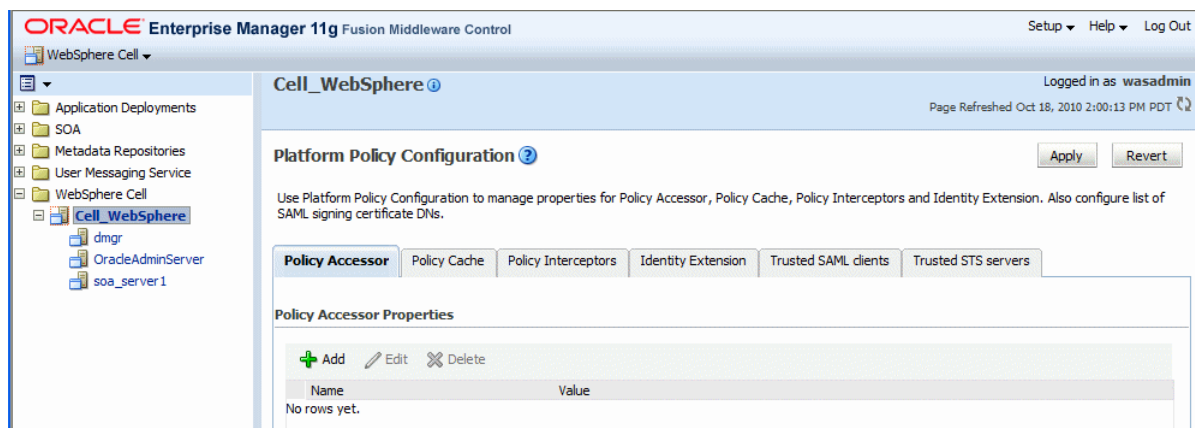 ORACLE Enterprise Manager 11g Fusion Middleware Control
Setup Help Log Out
WebSphere Cell
Application Deployments
SOA
Metadata Repositories
User Messaging Service
WebSphere Cell
Cell_WebSphere
dmgr
OracleAdminServer
soa_server1
Cell_WebSphere
Logged in as wasadmin
Page Refreshed Oct 18, 2010 2:00:13 PM PDT
Platform Policy Configuration
Apply Revert
Use Platform Policy Configuration to manage properties for Policy Accessor, Policy Cache, Policy Interceptors and Identity Extension. Also configure list of
SAML signing certificate DNs.
Policy Accessor Policy Cache Policy Interceptors Identity Extension Trusted SAML clients Trusted STS servers
Policy Accessor Properties
Add Edit Delete
Name Value
No rows yet.